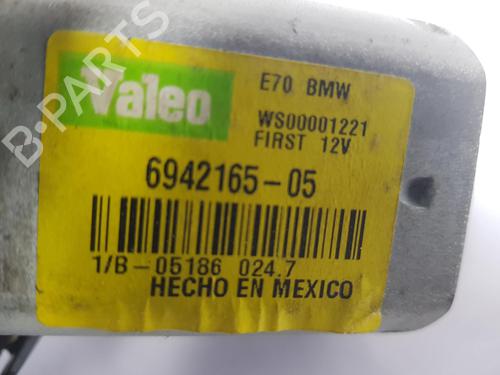 B-PARTS
Valeo
E70 BMW
WS00001221
FIRST 12V
6942165-05
1/B-05186 024.7
HECHO EN MEXICO